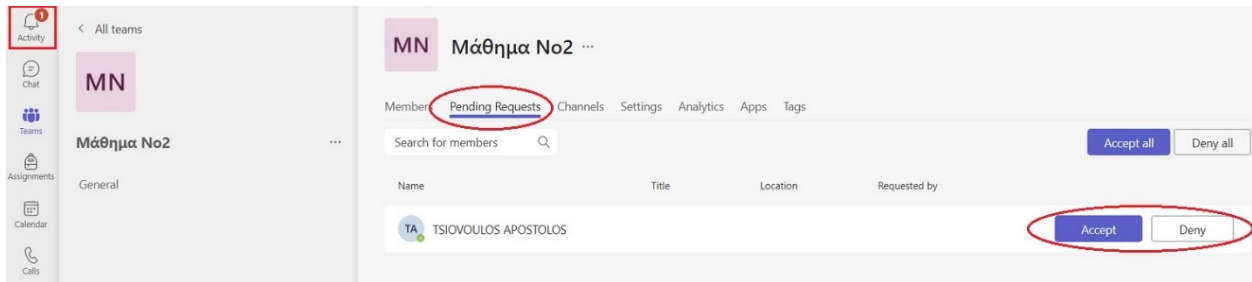 1
Activity
Chat
Teams
Assignments
Calendar
Calls
< All teams
MN
Μάθημα Νο2 ...
General
MN Μάθημα Νο2 ...
Members Pending Requests Channels Settings Analytics Apps Tags
Search for members Accept all Deny all
Name Title Location Requested by
TA TSIOVOULOS APOSTOLOS Accept Deny